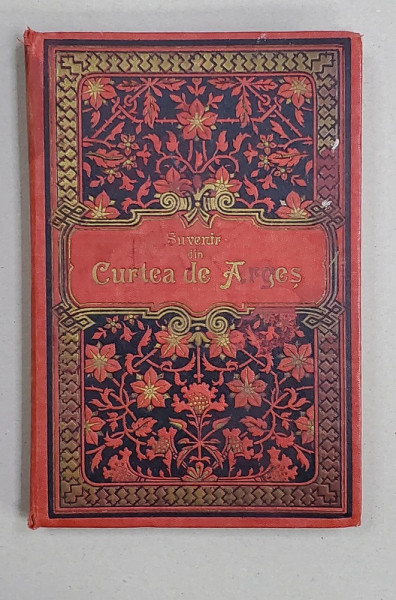 Suvenir
din
Curtea de Argeș